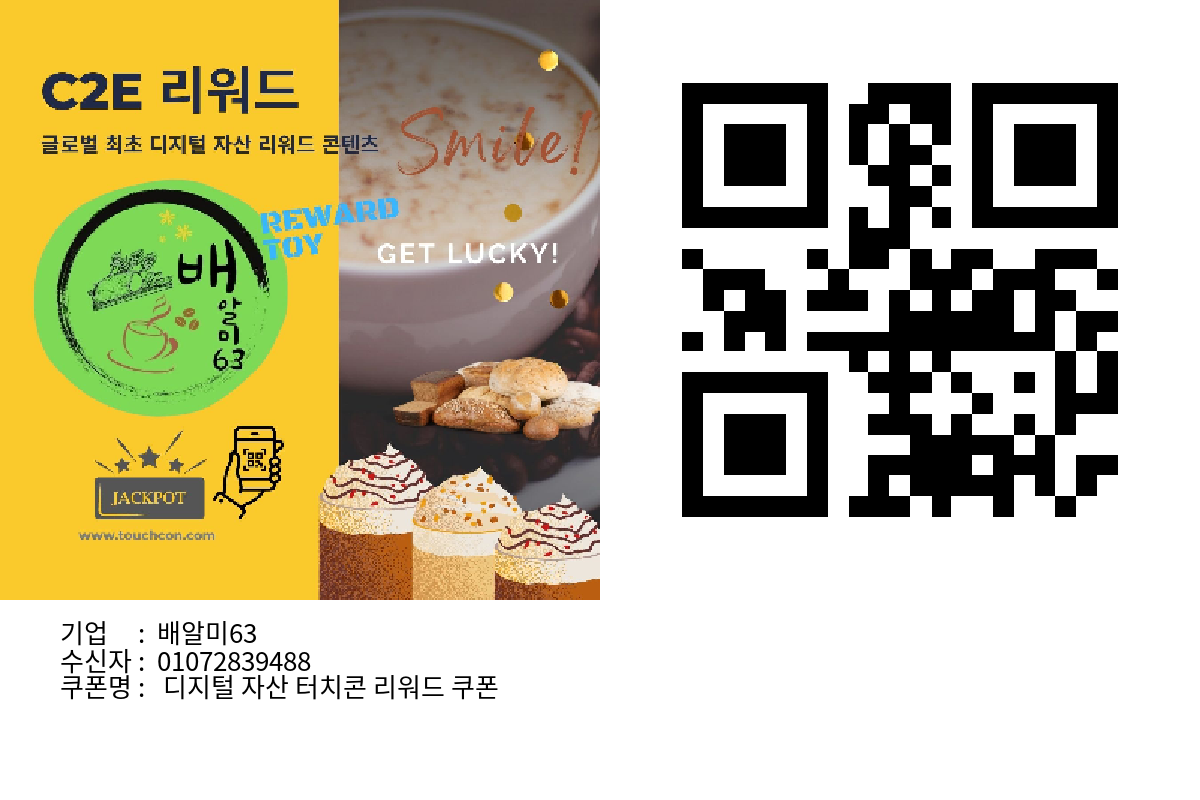 C2E 리워드
글로벌 최초 디지털 자산 리워드 콘텐츠
Smile!
REWARD
TOY
GET LUCKY!
배
알
미
63
JACKPOT
www.touchcon.com
기업 : 배알미63
수신자 : 01072839488
쿠폰명 : 디지털 자산 터치콘 리워드 쿠폰